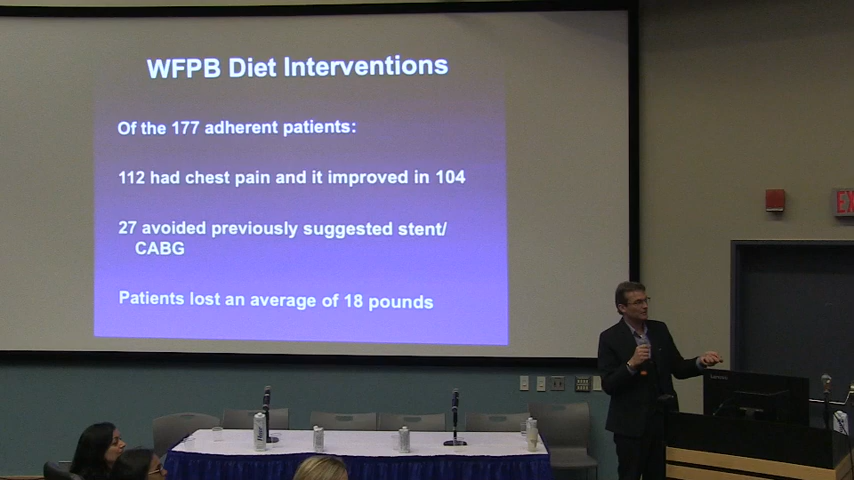 WFPB Diet Interventions
Of the 177 adherent patients:
112 had chest pain and it improved in 104
27 avoided previously suggested stent/
CABG
Patients lost an average of 18 pounds